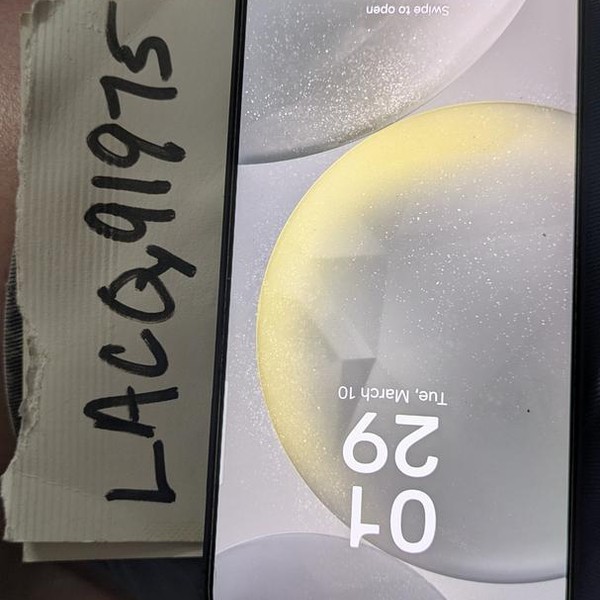 LACQ91975
01
29
Tue, March 10
Swipe to open